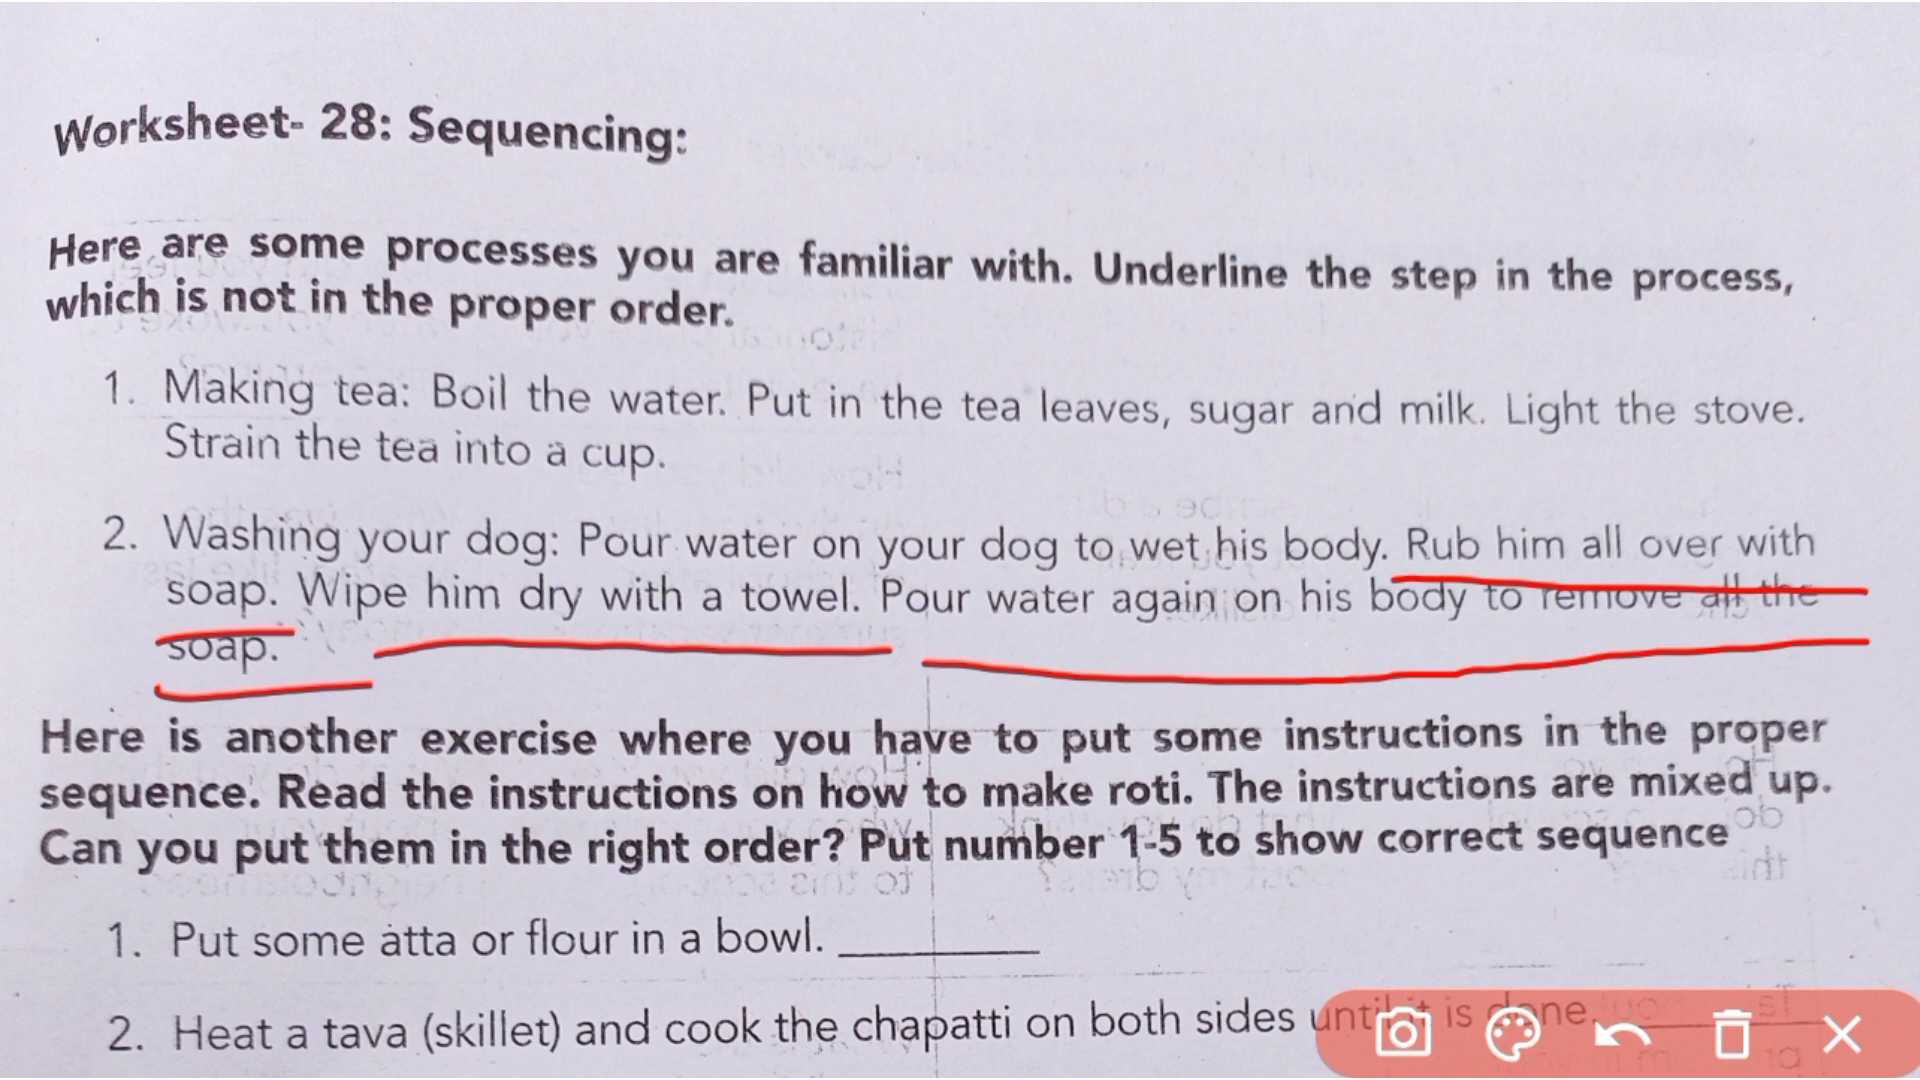 Worksheet- 28: Sequencing:
Here are some processes you are familiar with. Underline the step in the process,
which is not in the proper order.
1. Making tea: Boil the water. Put in the tea leaves, sugar and milk. Light the stove.
Strain the tea into a cup.
2. Washing your dog: Pour water on your dog to wet his body. Rub him all over with
soap. Wipe him dry with a towel. Pour water again on his body to remove all the
soap.
Here is another exercise where you have to put some instructions in the proper
sequence. Read the instructions on how to make roti. The instructions are mixed up.
Can you put them in the right order? Put number 1-5 to show correct sequence
1. Put some atta or flour in a bowl.
2. Heat a tava (skillet) and cook the chapatti on both sides until it is done.